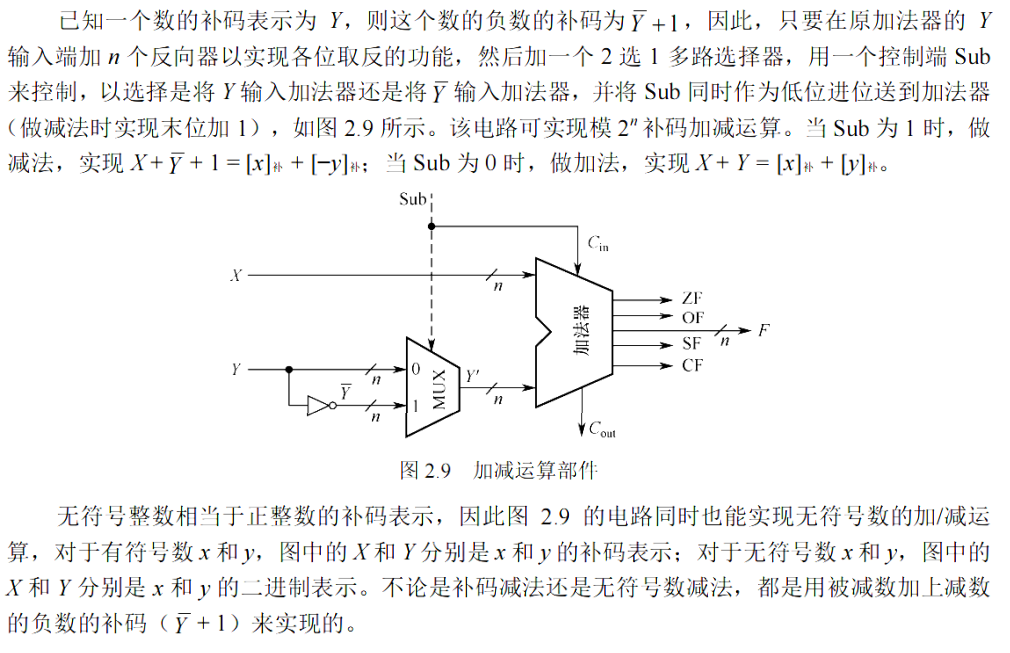 已知一个数的补码表示为 Y，则这个数的负数的补码为 Y̅ +1，因此，只要在原加法器的 Y
输入端加 n 个反向器以实现各位取反的功能，然后加一个 2 选 1 多路选择器，用一个控制端 Sub
来控制，以选择是将 Y 输入加法器还是将 Y̅ 输入加法器，并将 Sub 同时作为低位进位送到加法器
（做减法时实现末位加 1），如图 2.9 所示。该电路可实现模 2ⁿ 补码加减运算。当 Sub 为 1 时，做
减法，实现 X + Y̅ + 1 = [x]补 + [−y]补；当 Sub 为 0 时，做加法，实现 X + Y = [x]补 + [y]补。
Sub
Cin
X
n
ZF
OF
F
n
SF
CF
加法器
Y
n
0
Y̅
n
1
MUX
Y'
n
Cout
图 2.9 加减运算部件
无符号整数相当于正整数的补码表示，因此图 2.9 的电路同时也能实现无符号数的加/减运
算，对于有符号数 x 和 y，图中的 X 和 Y 分别是 x 和 y 的补码表示；对于无符号数 x 和 y，图中的
X 和 Y 分别是 x 和 y 的二进制表示。不论是补码减法还是无符号数减法，都是用被减数加上减数
的负数的补码（Y̅ + 1）来实现的。